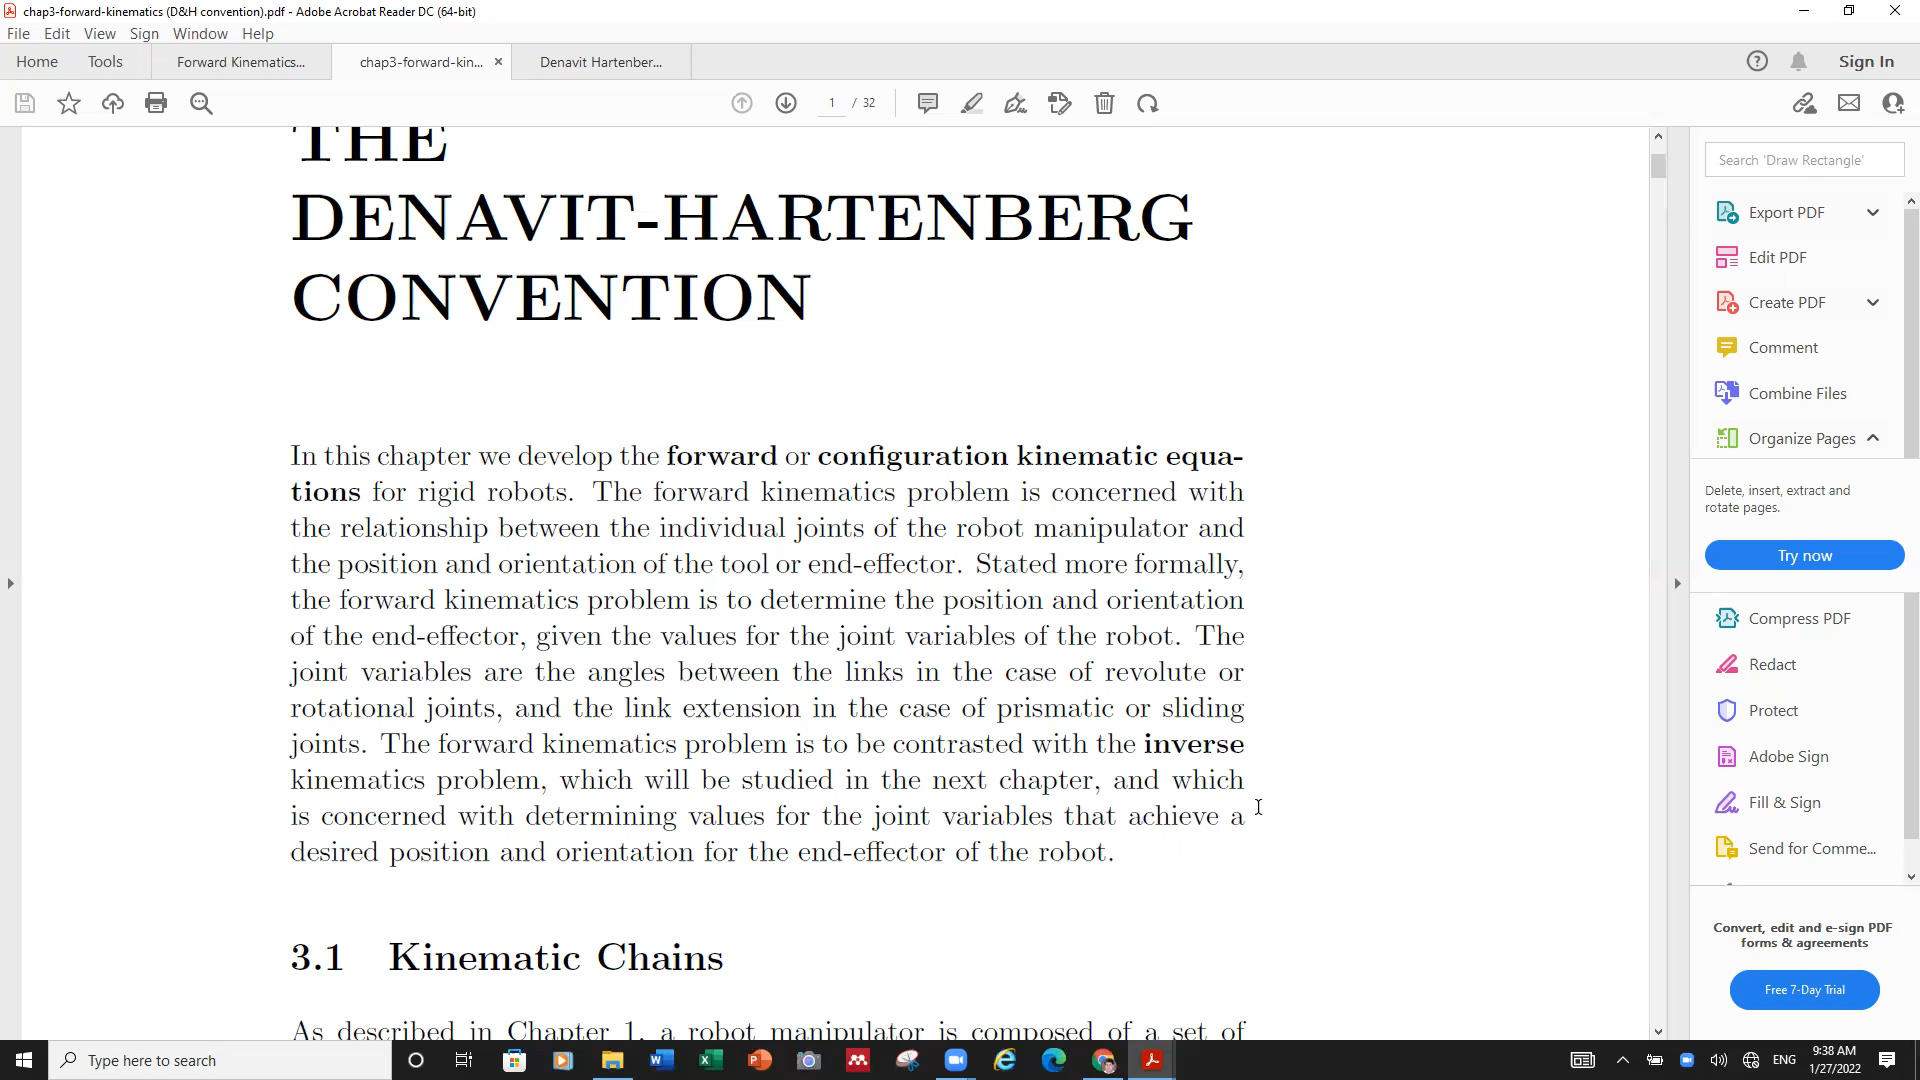 chap3-forward-kinematics (D&H convention).pdf - Adobe Acrobat Reader DC (64-bit)
File Edit View Sign Window Help
Home Tools Forward Kinematics... chap3-forward-kin... Denavit Hartenber... Sign In
1 / 32
THE
DENAVIT-HARTENBERG
CONVENTION
In this chapter we develop the forward or configuration kinematic equa-
tions for rigid robots. The forward kinematics problem is concerned with
the relationship between the individual joints of the robot manipulator and
the position and orientation of the tool or end-effector. Stated more formally,
the forward kinematics problem is to determine the position and orientation
of the end-effector, given the values for the joint variables of the robot. The
joint variables are the angles between the links in the case of revolute or
rotational joints, and the link extension in the case of prismatic or sliding
joints. The forward kinematics problem is to be contrasted with the inverse
kinematics problem, which will be studied in the next chapter, and which
is concerned with determining values for the joint variables that achieve a
desired position and orientation for the end-effector of the robot.
3.1 Kinematic Chains
As described in Chapter 1, a robot manipulator is composed of a set of
Search 'Draw Rectangle'
Export PDF
Edit PDF
Create PDF
Comment
Combine Files
Organize Pages
Delete, insert, extract and
rotate pages.
Try now
Compress PDF
Redact
Protect
Adobe Sign
Fill & Sign
Send for Comme...
Convert, edit and e-sign PDF
forms & agreements
Free 7-Day Trial
Type here to search
ENG
9:38 AM
1/27/2022